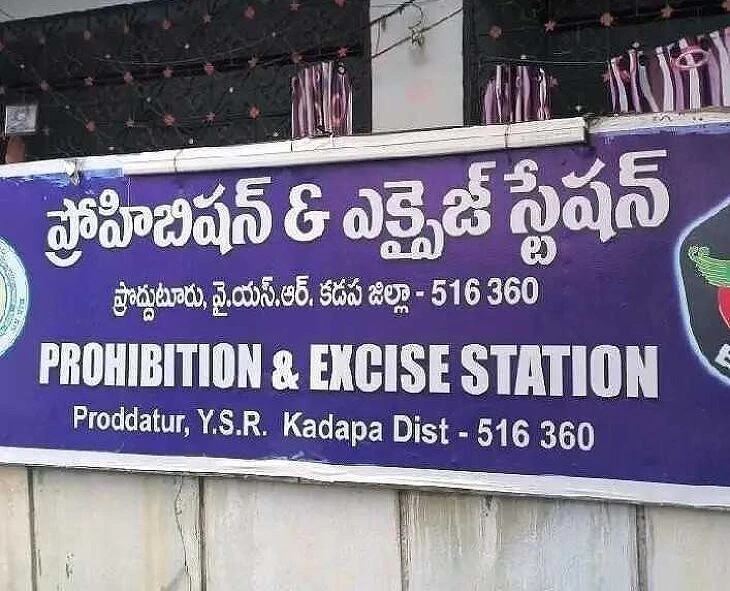 ప్రోహిబిషన్ & ఎక్సైజ్ స్టేషన్
ప్రొద్దుటూరు, వై.యస్.ఆర్. కడప జిల్లా - 516 360
PROHIBITION & EXCISE STATION
Proddatur, Y.S.R. Kadapa Dist - 516 360